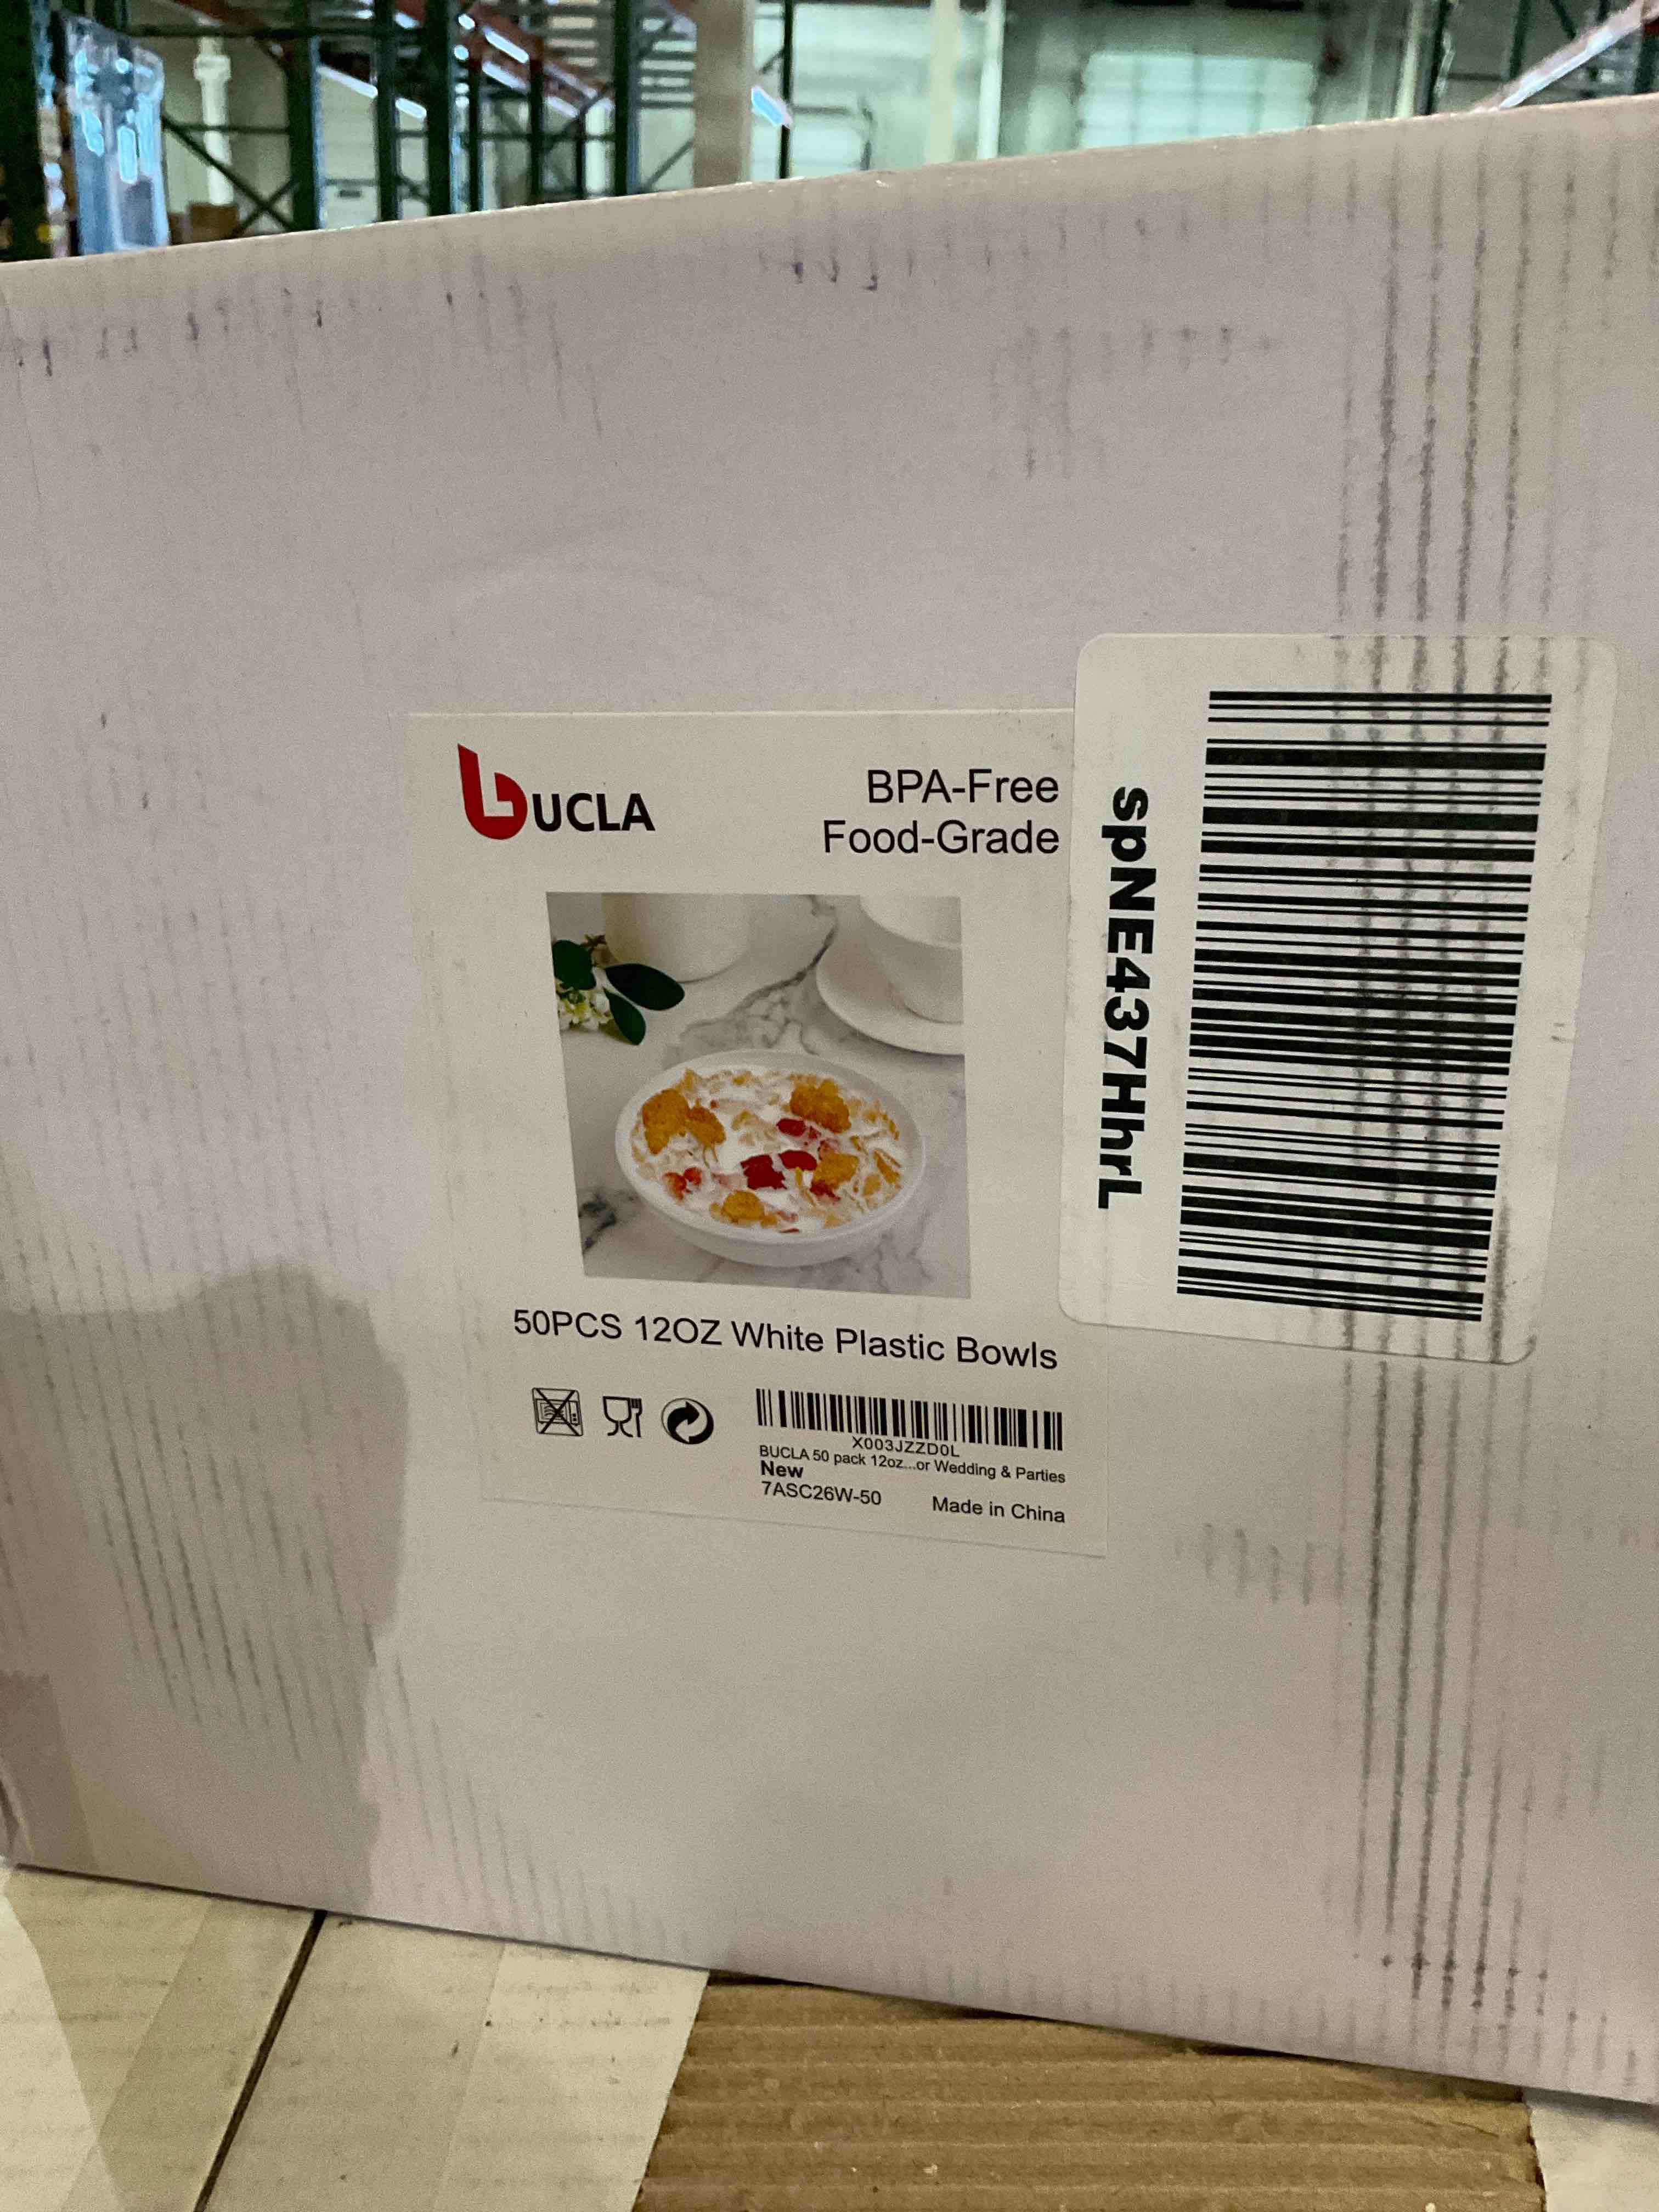 bUCLA
BPA-Free
Food-Grade
spNE437HhrL
50PCS 12OZ White Plastic Bowls
X003JZZD0L
BUCLA 50 pack 12oz...or Wedding & Parties
New
7ASC26W-50
Made in China